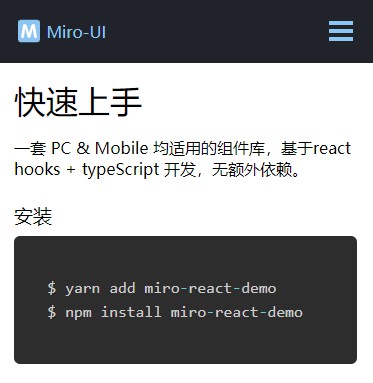 M Miro-UI
快速上手
一套 PC & Mobile 均适用的组件库，基于react
hooks + typeScript 开发，无额外依赖。
安装
$ yarn add miro-react-demo
$ npm install miro-react-demo